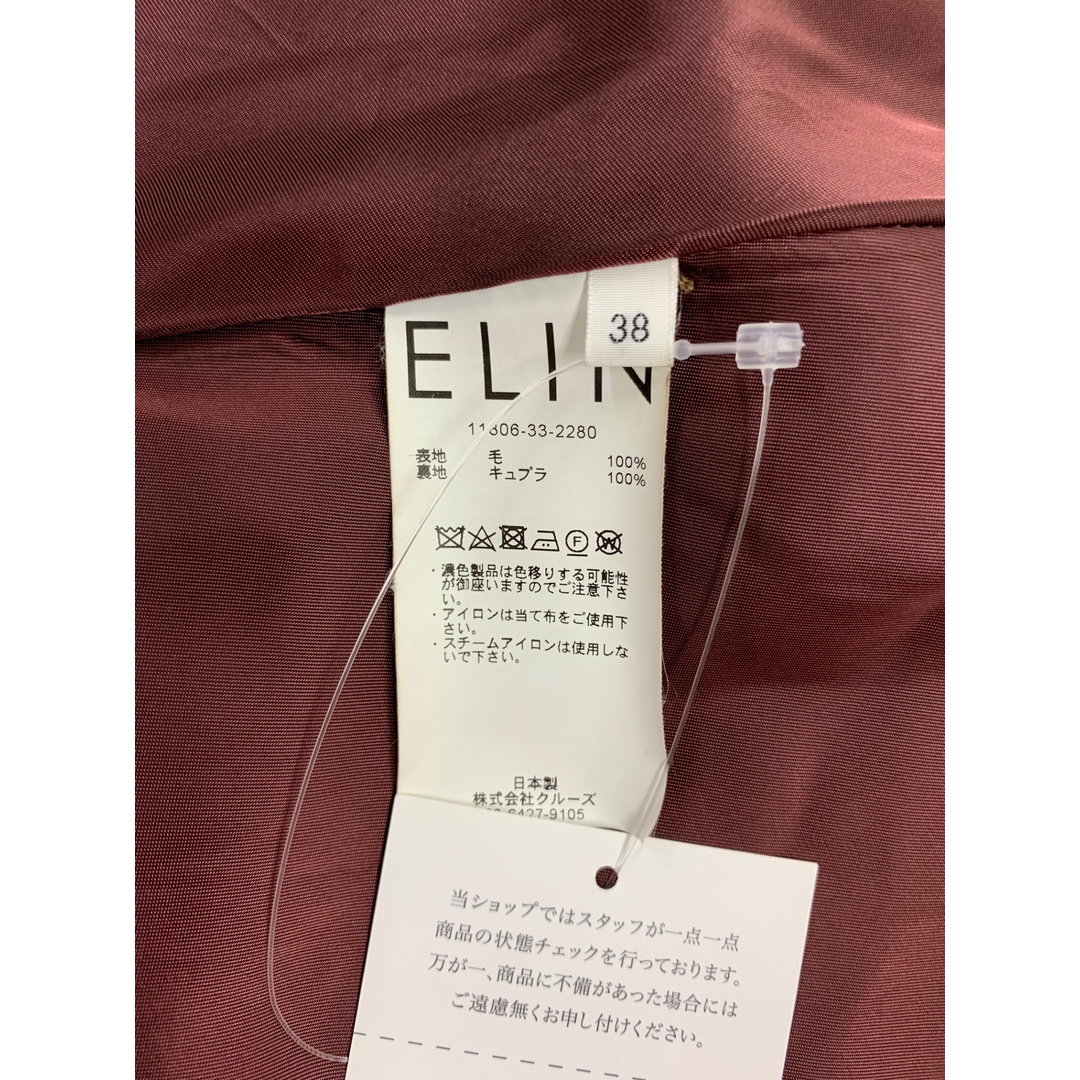 38
ELIN
11806-33-2280
表地 毛 100%
裏地 キュプラ 100%
F W
・濃色製品は色移りする可能性
が御座いますのでご注意下さ
い。
・アイロンは当て布をご使用下
さい。
・スチームアイロンは使用しな
いで下さい。
日本製
株式会社クルーズ
6427-9105
当ショップではスタッフが一点一点
商品の状態チェックを行っております。
万が一、商品に不備があった場合には
ご遠慮無くお申し付けください。